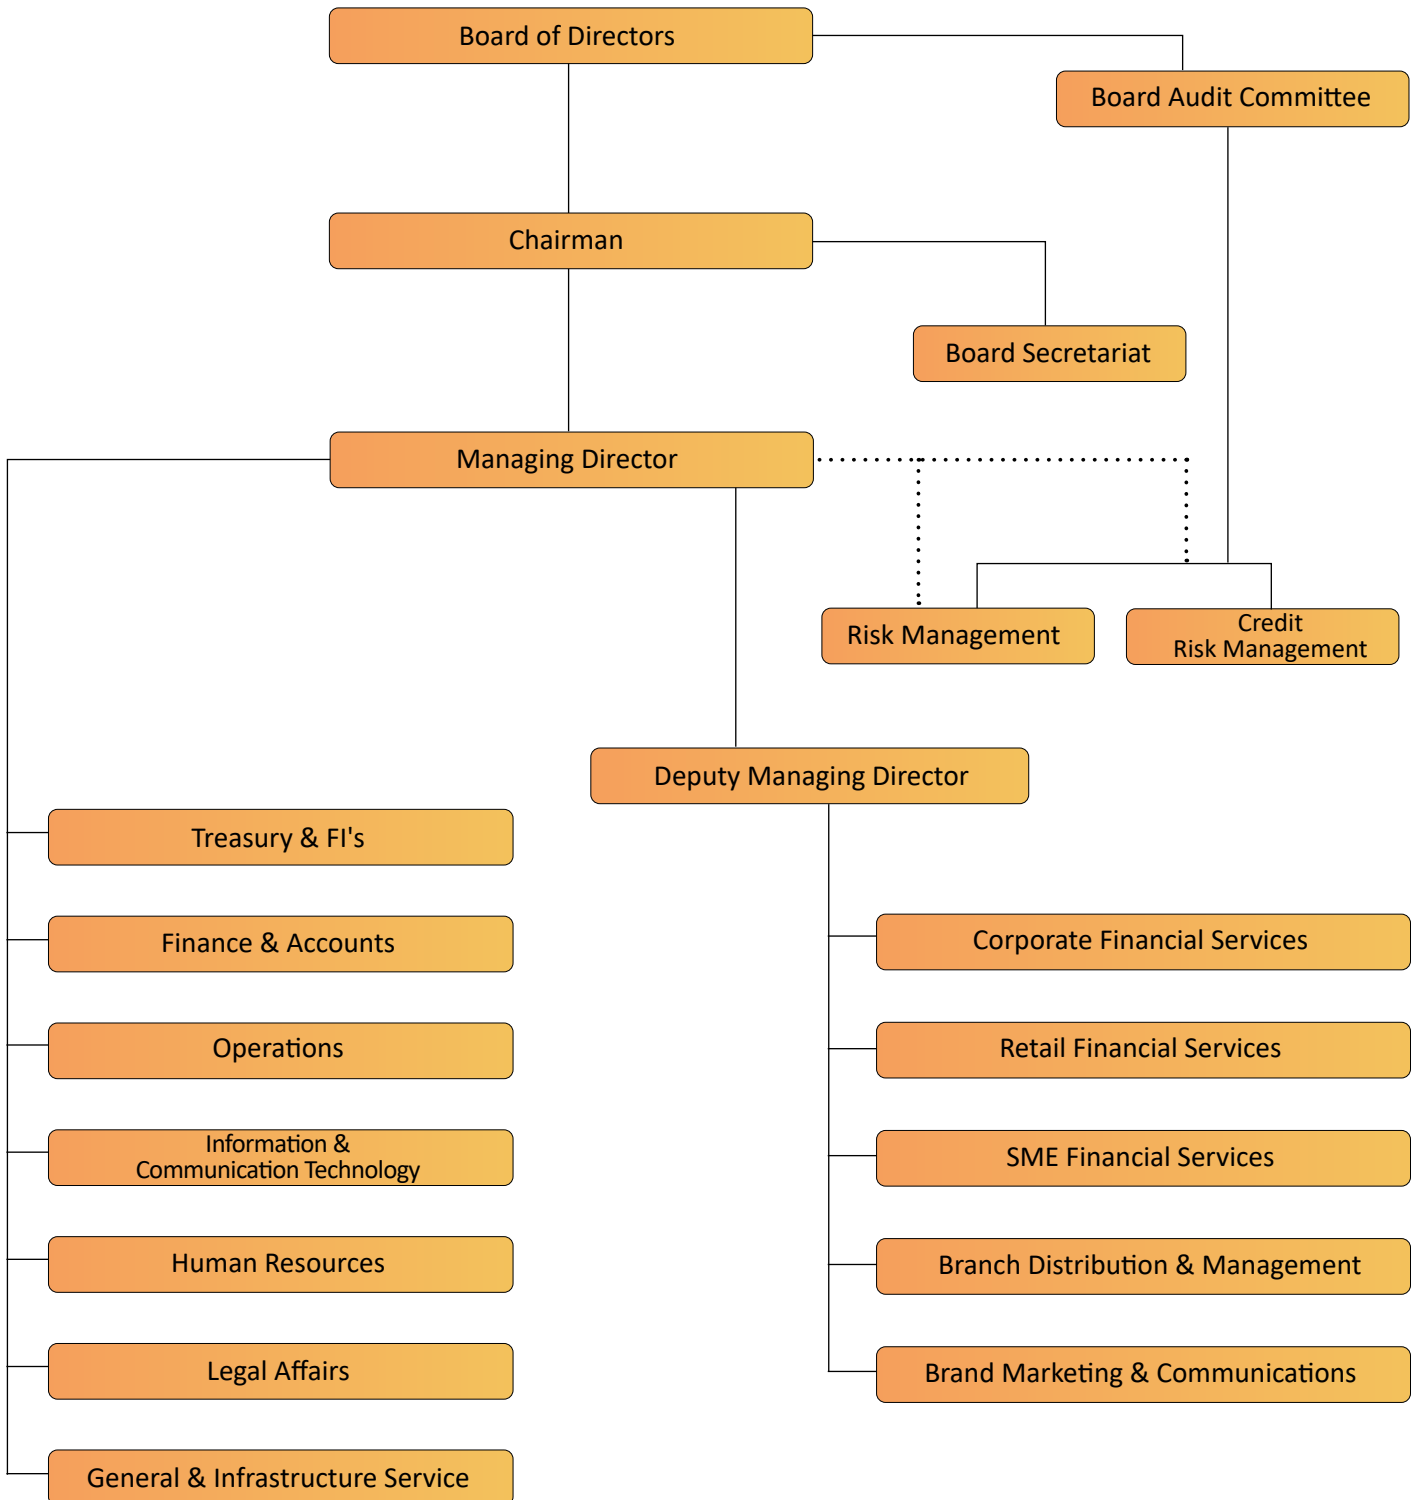 Board of Directors
Board Audit Committee
Chairman
Board Secretariat
Managing Director
Risk Management
Credit
Risk Management
Deputy Managing Director
Treasury & FI's
Finance & Accounts
Operations
Information &
Communication Technology
Human Resources
Legal Affairs
General & Infrastructure Service
Corporate Financial Services
Retail Financial Services
SME Financial Services
Branch Distribution & Management
Brand Marketing & Communications